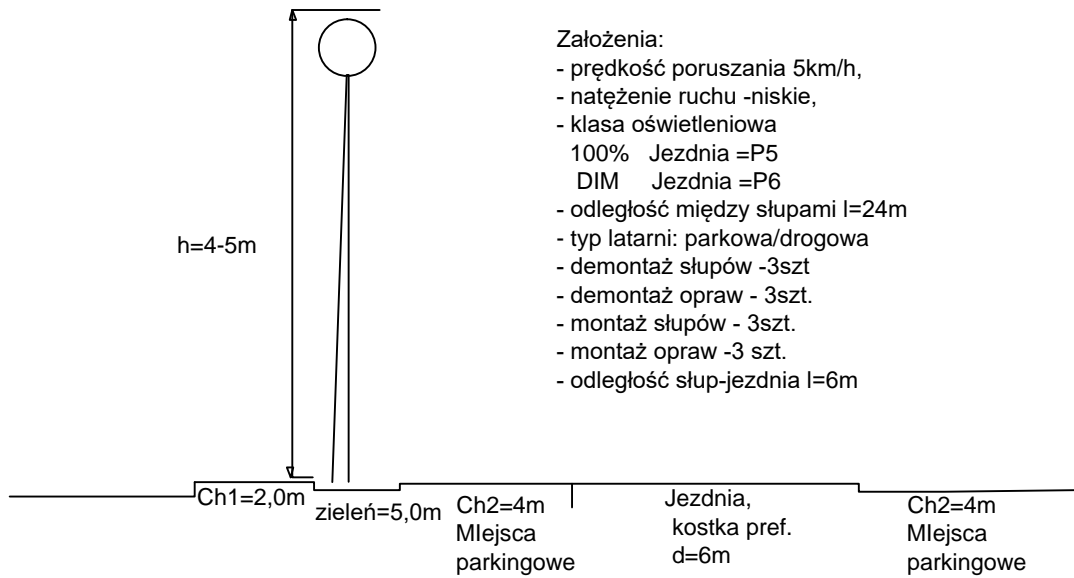 Założenia:
- prędkość poruszania 5km/h,
- natężenie ruchu -niskie,
- klasa oświetleniowa
100% Jezdnia =P5
DIM Jezdnia =P6
- odległość między słupami l=24m
- typ latarni: parkowa/drogowa
- demontaż słupów -3szt
- demontaż opraw - 3szt.
- montaż słupów - 3szt.
- montaż opraw -3 szt.
- odległość słup-jezdnia l=6m
h=4-5m
Ch1=2,0m
zieleń=5,0m
Ch2=4m
MIejsca
parkingowe
Jezdnia,
kostka pref.
d=6m
Ch2=4m
MIejsca
parkingowe